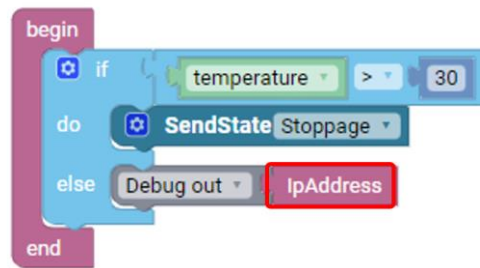 begin
if temperature > 30
do SendState Stoppage
else Debug out IpAddress
end